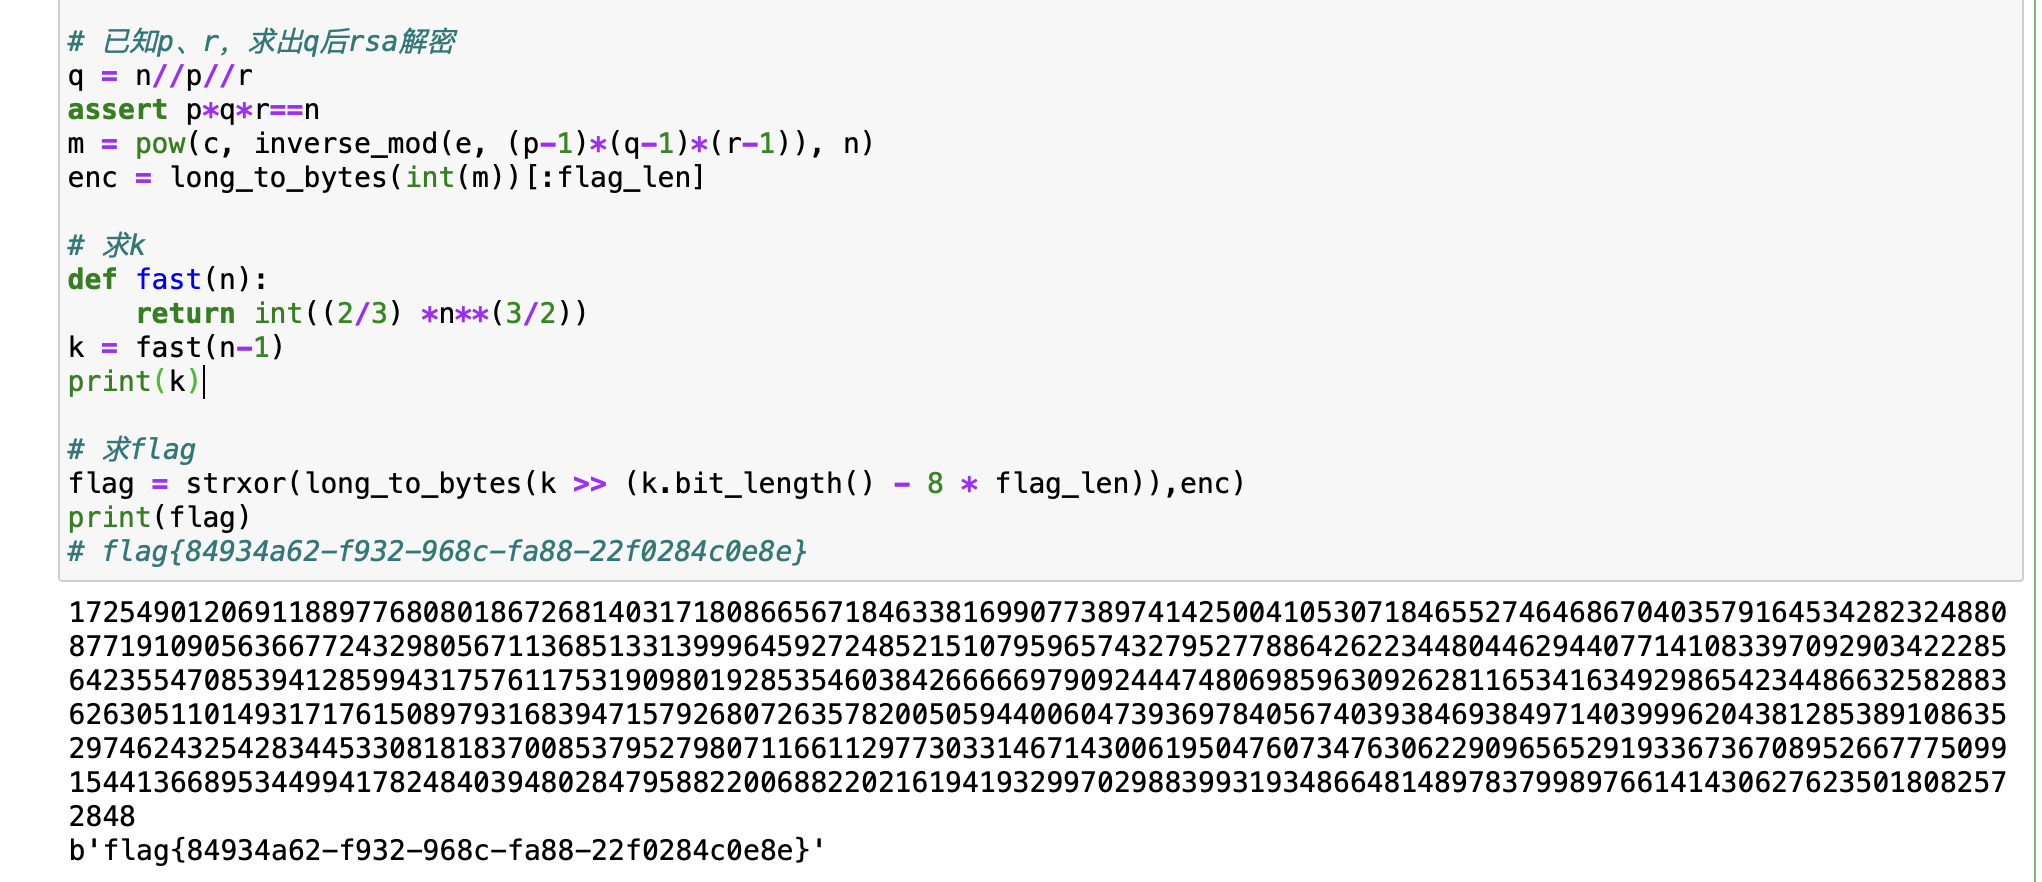 # 已知p、r，求出q后rsa解密
q = n//p//r
assert p*q*r==n
m = pow(c, inverse_mod(e, (p-1)*(q-1)*(r-1)), n)
enc = long_to_bytes(int(m))[:flag_len]
# 求k
def fast(n):
    return int((2/3) *n**(3/2))
k = fast(n-1)
print(k)
# 求flag
flag = strxor(long_to_bytes(k >> (k.bit_length() - 8 * flag_len)),enc)
print(flag)
# flag{84934a62-f932-968c-fa88-22f0284c0e8e}
172549012069118897768080186726814031718086656718463381699077389741425004105307184655274646867040357916453428232488 0
8771910905636677243298056711368513313999645927248521510795965743279527788642622344804462944077141083397092903422285
6423554708539412859943175761175319098019285354603842666669790924447480698596309262811653416349298654234486632582883
6263051101493171761508979316839471579268072635782005059440060473936978405674039384693849714039996204381285389108635
2974624325428344533081818370085379527980711661129773033146714300619504760734763062290965652919336736708952667775099
1544136689534499417824840394802847958822006882202161941932997029883993193486648148978379989766141430627623501808257
2848
b'flag{84934a62-f932-968c-fa88-22f0284c0e8e}'